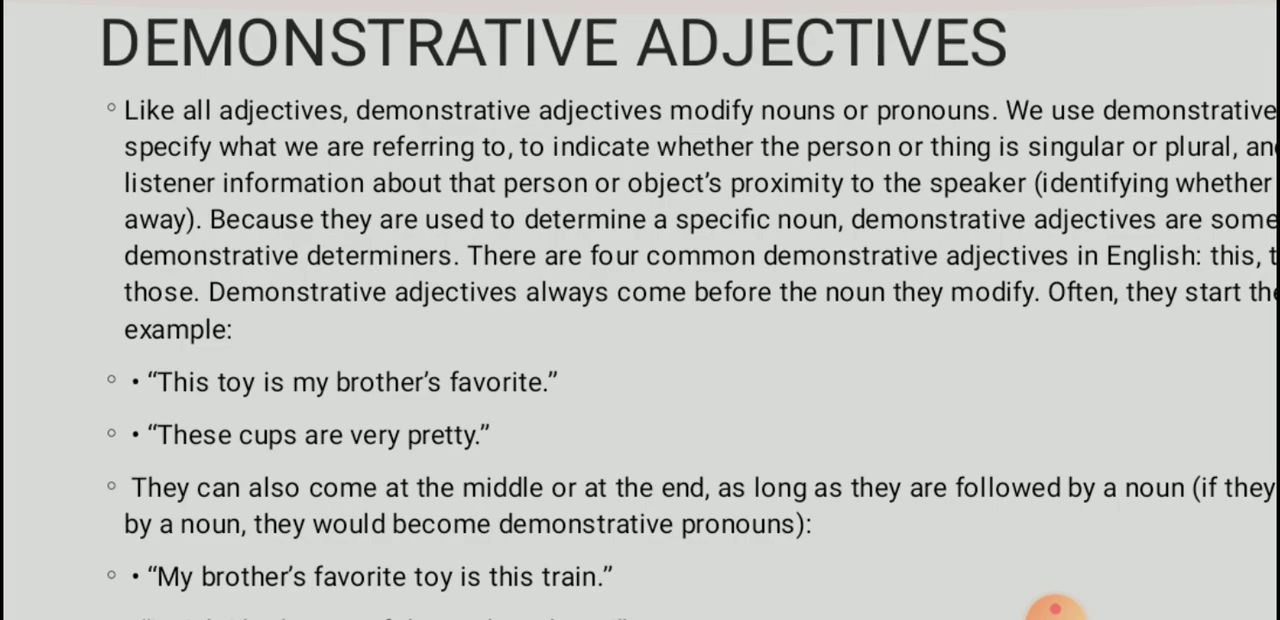 DEMONSTRATIVE ADJECTIVES
◦ Like all adjectives, demonstrative adjectives modify nouns or pronouns. We use demonstrative
specify what we are referring to, to indicate whether the person or thing is singular or plural,
listener information about that person or object’s proximity to the speaker (identifying whether
away). Because they are used to determine a specific noun, demonstrative adjectives are some
demonstrative determiners. There are four common demonstrative adjectives in English: this,
those. Demonstrative adjectives always come before the noun they modify. Often, they start
example:
◦ • “This toy is my brother’s favorite.”
◦ • “These cups are very pretty.”
◦ They can also come at the middle or at the end, as long as they are followed by a noun (if they
by a noun, they would become demonstrative pronouns):
◦ • “My brother’s favorite toy is this train.”